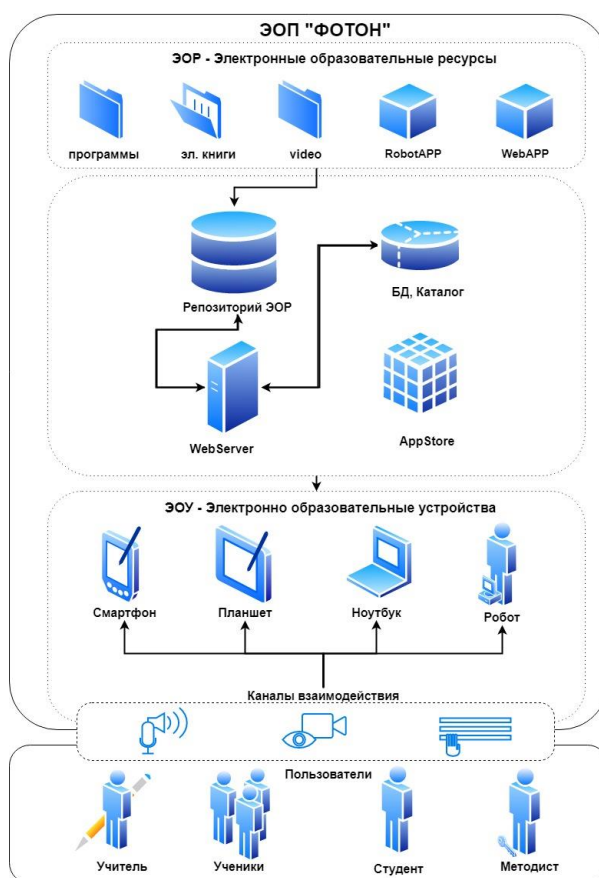 ЭОП "ФОТОН"
ЭОР - Электронные образовательные ресурсы
программы
эл. книги
video
RobotAPP
WebAPP
Репозиторий ЭОР
БД, Каталог
WebServer
AppStore
ЭОУ - Электронно образовательные устройства
Смартфон
Планшет
Ноутбук
Робот
Каналы взаимодействия
Пользователи
Учитель
Ученики
Студент
Методист